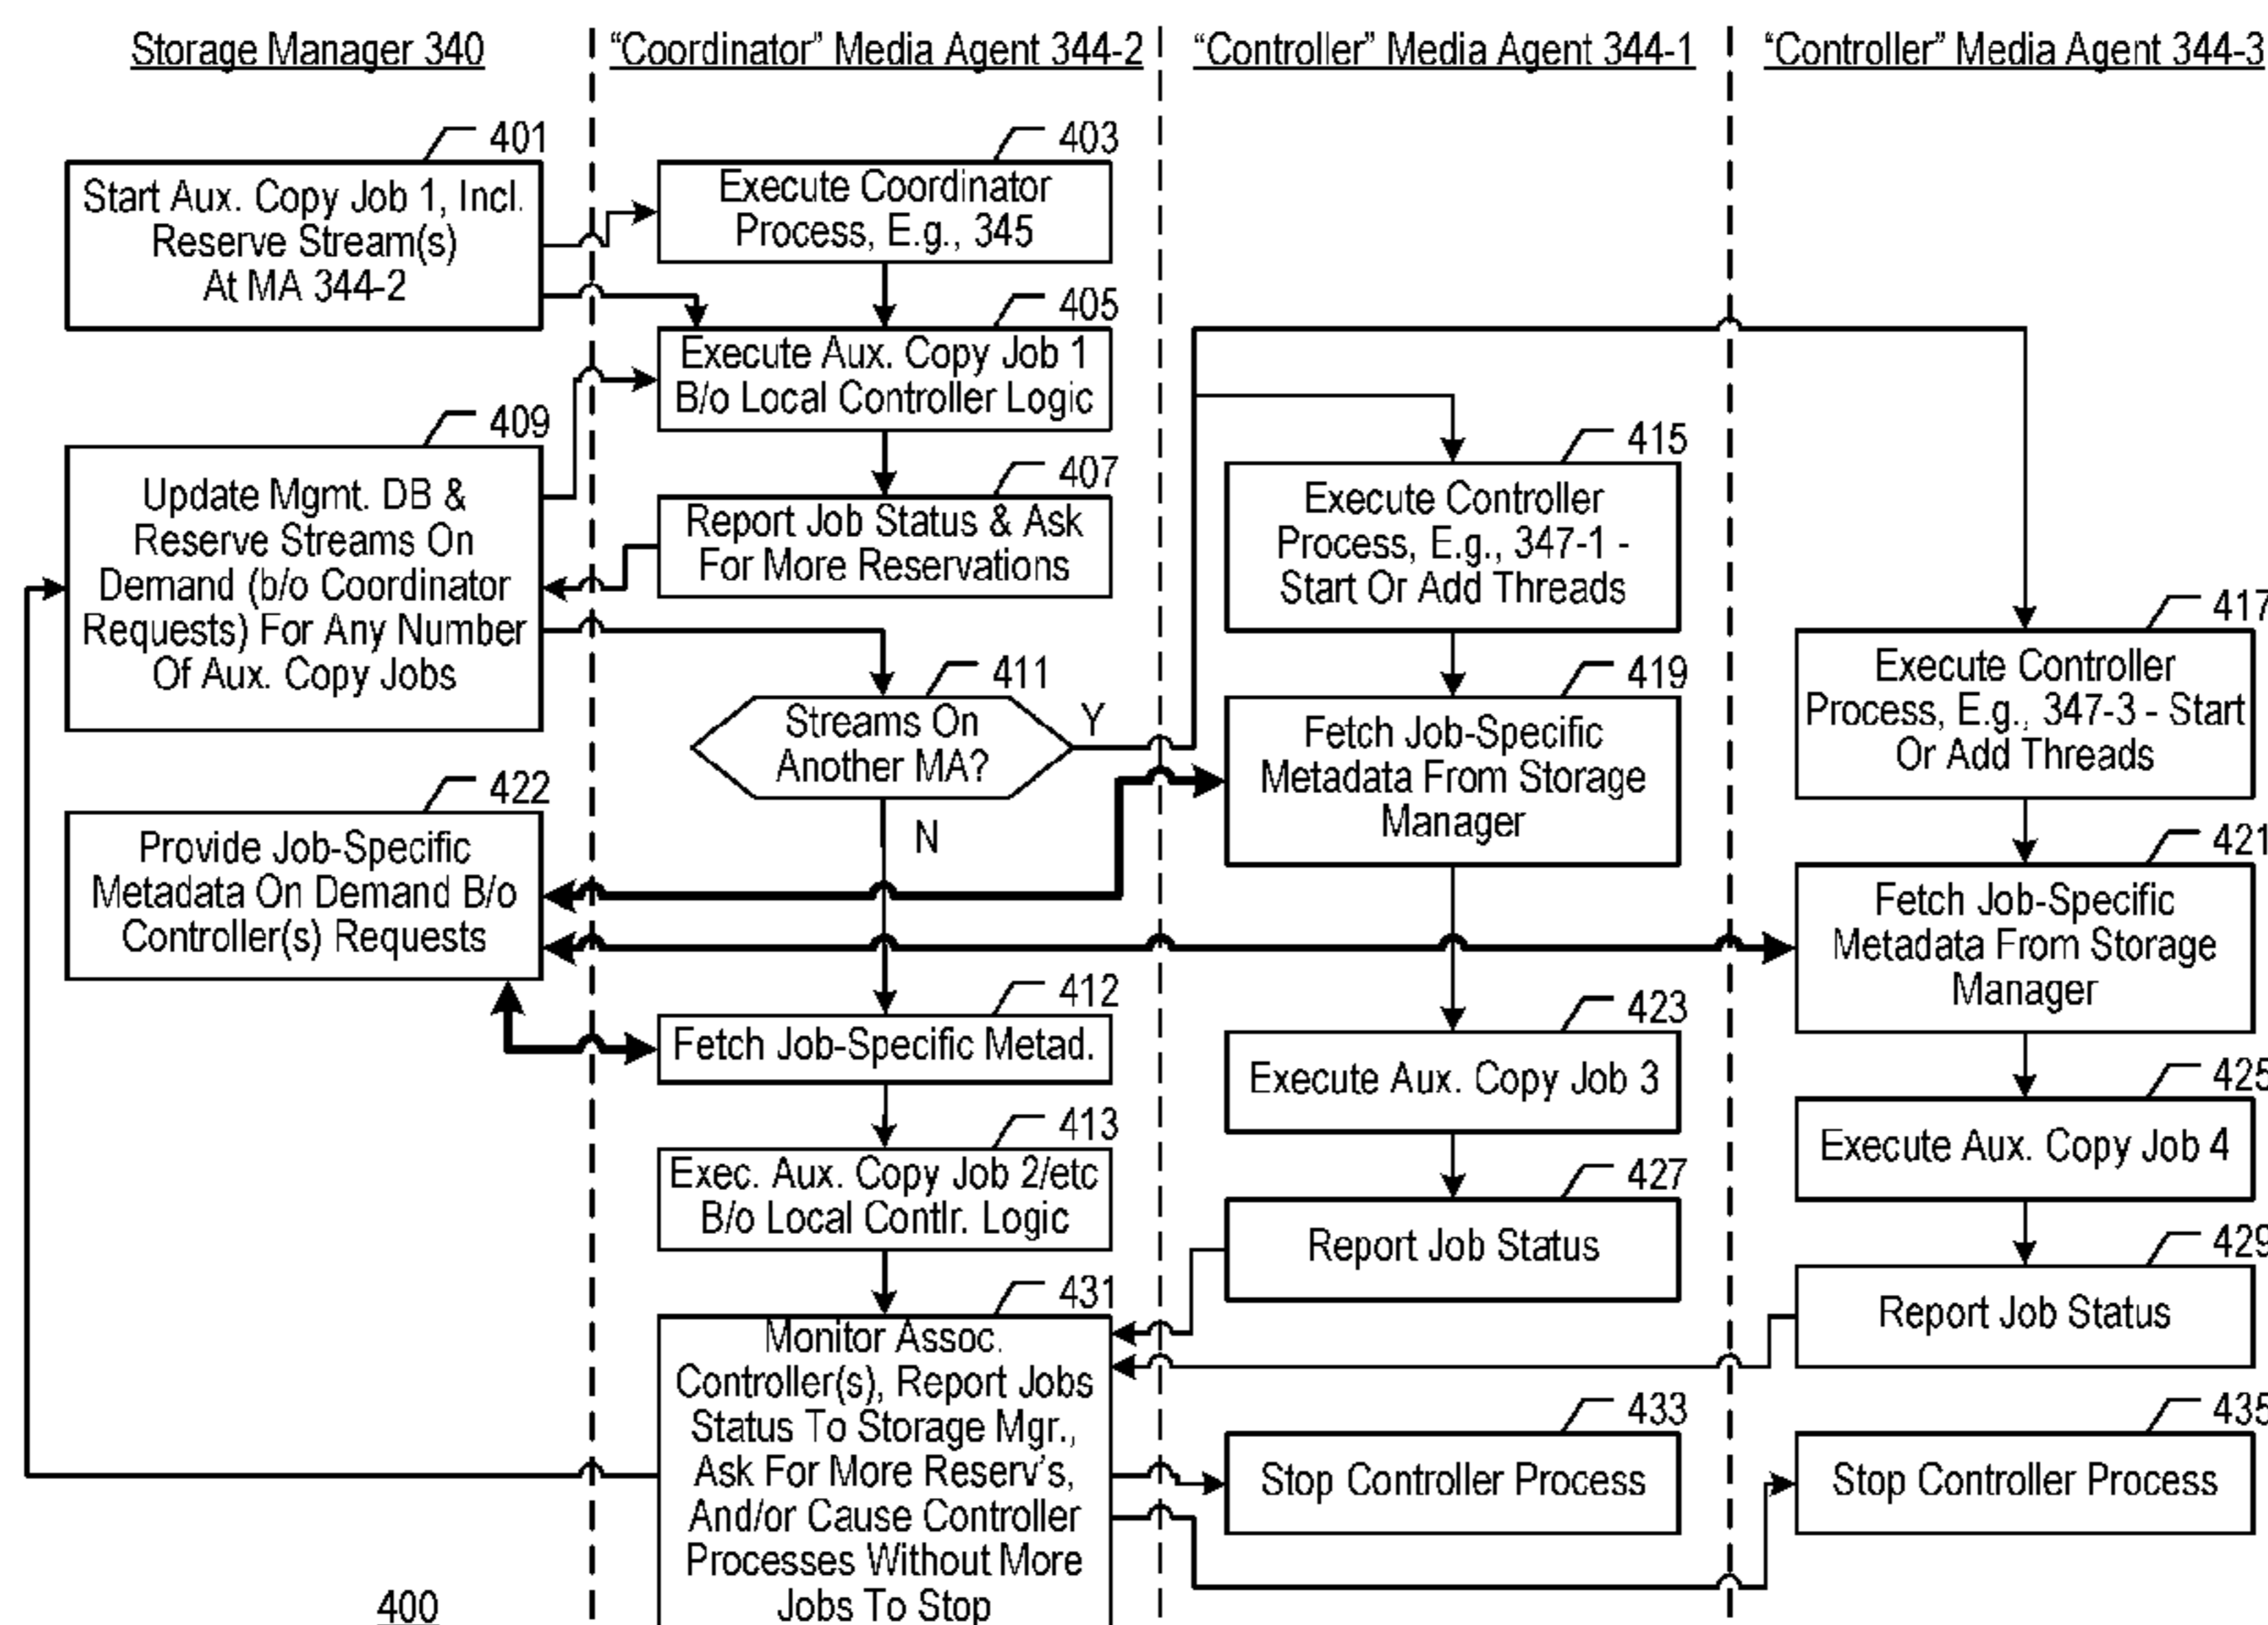 Storage Manager 340
"Coordinator" Media Agent 344-2
"Controller" Media Agent 344-1
"Controller" Media Agent 344-3
401
Start Aux. Copy Job 1, Incl.
Reserve Stream(s)
At MA 344-2
403
Execute Coordinator
Process, E.g., 345
405
Execute Aux. Copy Job 1
B/o Local Controller Logic
407
Report Job Status & Ask
For More Reservations
409
Update Mgmt. DB &
Reserve Streams On
Demand (b/o Coordinator
Requests) For Any Number
Of Aux. Copy Jobs
411
Streams On
Another MA?
Y
N
415
Execute Controller
Process, E.g., 347-1 -
Start Or Add Threads
417
Execute Controller
Process, E.g., 347-3 - Start
Or Add Threads
419
Fetch Job-Specific
Metadata From Storage
Manager
421
Fetch Job-Specific
Metadata From Storage
Manager
422
Provide Job-Specific
Metadata On Demand B/o
Controller(s) Requests
412
Fetch Job-Specific Metad.
413
Exec. Aux. Copy Job 2/etc
B/o Local Contlr. Logic
423
Execute Aux. Copy Job 3
425
Execute Aux. Copy Job 4
427
Report Job Status
429
Report Job Status
431
Monitor Assoc.
Controller(s), Report Jobs
Status To Storage Mgr.,
Ask For More Reserv's,
And/or Cause Controller
Processes Without More
Jobs To Stop
433
Stop Controller Process
435
Stop Controller Process
400